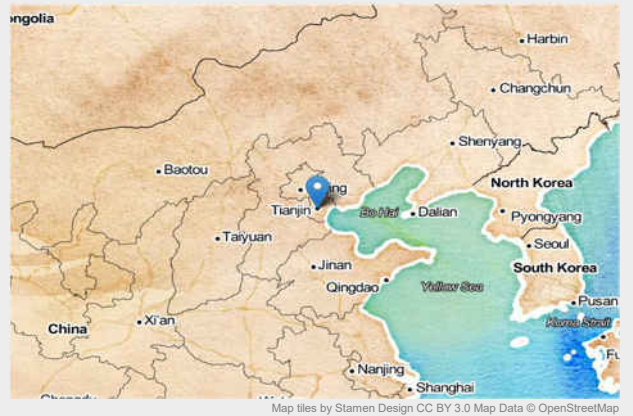 ongolia
Harbin
Changchun
Shenyang
Baotou
ng
North Korea
Tianjin
Bo Hai
Dalian
Pyongyang
Taiyuan
Seoul
Jinan
South Korea
Qingdao
Yellow Sea
Pusan
China
Xi'an
Korea Strait
Fu
Nanjing
Shanghai
Map tiles by Stamen Design CC BY 3.0 Map Data © OpenStreetMap